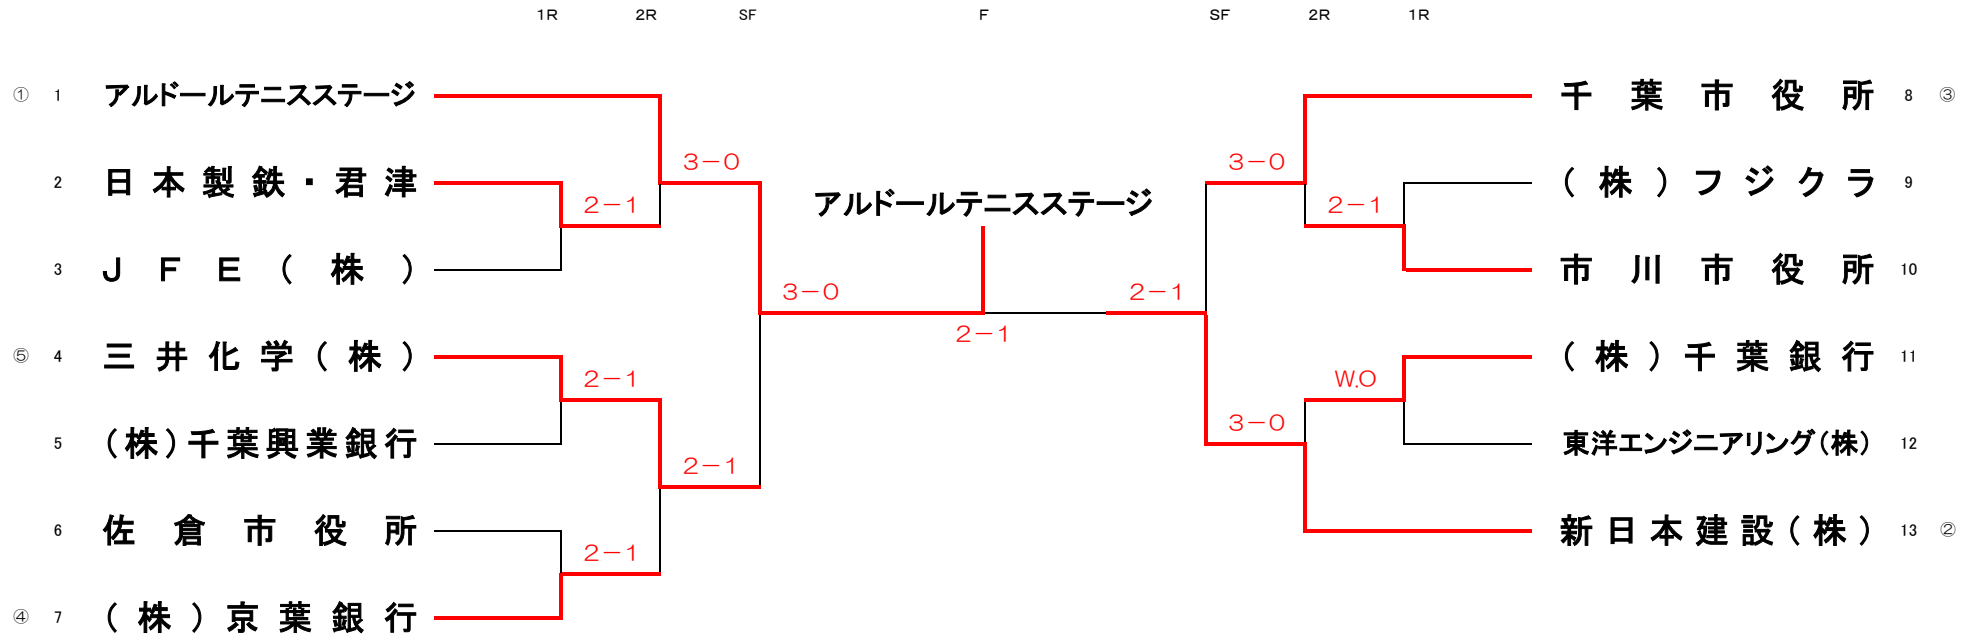 1R 2R SF F SF 2R 1R
① 1 アルドールテニスステージ 千葉市役所 8 ③
3-0 3-0
2 日本製鉄・君津 (株)フジクラ 9
2-1 アルドールテニスステージ 2-1
3 JFE(株) 市川市役所 10
3-0 2-1
2-1
⑤ 4 三井化学(株) (株)千葉銀行 11
2-1 W.O
3-0
5 (株)千葉興業銀行 東洋エンジニアリング(株) 12
2-1
6 佐倉市役所 新日本建設(株) 13 ②
2-1
④ 7 (株)京葉銀行